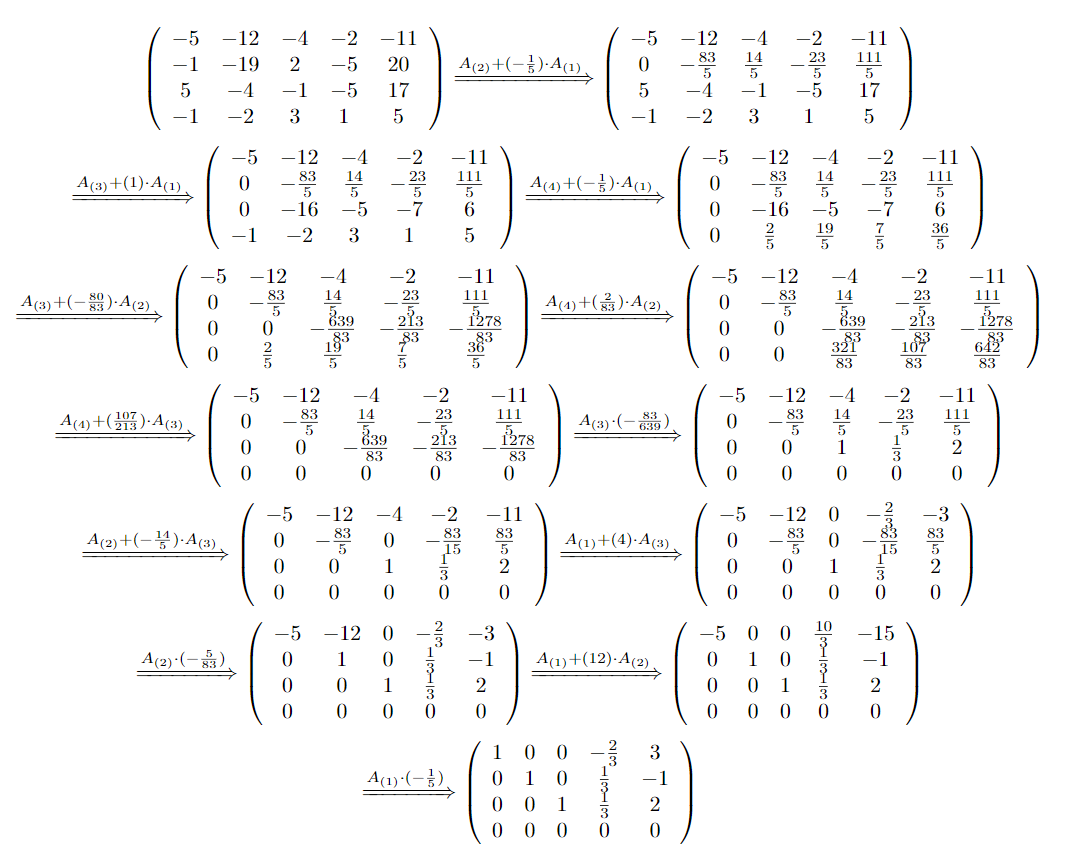 $\begin{pmatrix} -5 & -12 & -4 & -2 & -11 \\ -1 & -19 & 2 & -5 & 20 \\ 5 & -4 & -1 & -5 & 17 \\ -1 & -2 & 3 & 1 & 5 \end{pmatrix} \xRightarrow{A_{(2)}+(-\frac{1}{5})\cdot A_{(1)}} \begin{pmatrix} -5 & -12 & -4 & -2 & -11 \\ 0 & -\frac{83}{5} & \frac{14}{5} & -\frac{23}{5} & \frac{111}{5} \\ 5 & -4 & -1 & -5 & 17 \\ -1 & -2 & 3 & 1 & 5 \end{pmatrix}$
$\xRightarrow{A_{(3)}+(1)\cdot A_{(1)}} \begin{pmatrix} -5 & -12 & -4 & -2 & -11 \\ 0 & -\frac{83}{5} & \frac{14}{5} & -\frac{23}{5} & \frac{111}{5} \\ 0 & -16 & -5 & -7 & 6 \\ -1 & -2 & 3 & 1 & 5 \end{pmatrix} \xRightarrow{A_{(4)}+(-\frac{1}{5})\cdot A_{(1)}} \begin{pmatrix} -5 & -12 & -4 & -2 & -11 \\ 0 & -\frac{83}{5} & \frac{14}{5} & -\frac{23}{5} & \frac{111}{5} \\ 0 & -16 & -5 & -7 & 6 \\ 0 & \frac{2}{5} & \frac{19}{5} & \frac{7}{5} & \frac{36}{5} \end{pmatrix}$
$\xRightarrow{A_{(3)}+(-\frac{80}{83})\cdot A_{(2)}} \begin{pmatrix} -5 & -12 & -4 & -2 & -11 \\ 0 & -\frac{83}{5} & \frac{14}{5} & -\frac{23}{5} & \frac{111}{5} \\ 0 & 0 & -\frac{639}{83} & -\frac{213}{83} & -\frac{1278}{83} \\ 0 & \frac{2}{5} & \frac{19}{5} & \frac{7}{5} & \frac{36}{5} \end{pmatrix} \xRightarrow{A_{(4)}+(\frac{2}{83})\cdot A_{(2)}} \begin{pmatrix} -5 & -12 & -4 & -2 & -11 \\ 0 & -\frac{83}{5} & \frac{14}{5} & -\frac{23}{5} & \frac{111}{5} \\ 0 & 0 & -\frac{639}{83} & -\frac{213}{83} & -\frac{1278}{83} \\ 0 & 0 & \frac{321}{83} & \frac{107}{83} & \frac{642}{83} \end{pmatrix}$
$\xRightarrow{A_{(4)}+(\frac{107}{213})\cdot A_{(3)}} \begin{pmatrix} -5 & -12 & -4 & -2 & -11 \\ 0 & -\frac{83}{5} & \frac{14}{5} & -\frac{23}{5} & \frac{111}{5} \\ 0 & 0 & -\frac{639}{83} & -\frac{213}{83} & -\frac{1278}{83} \\ 0 & 0 & 0 & 0 & 0 \end{pmatrix} \xRightarrow{A_{(3)}\cdot(-\frac{83}{639})} \begin{pmatrix} -5 & -12 & -4 & -2 & -11 \\ 0 & -\frac{83}{5} & \frac{14}{5} & -\frac{23}{5} & \frac{111}{5} \\ 0 & 0 & 1 & \frac{1}{3} & 2 \\ 0 & 0 & 0 & 0 & 0 \end{pmatrix}$
$\xRightarrow{A_{(2)}+(-\frac{14}{5})\cdot A_{(3)}} \begin{pmatrix} -5 & -12 & -4 & -2 & -11 \\ 0 & -\frac{83}{5} & 0 & -\frac{83}{15} & \frac{83}{5} \\ 0 & 0 & 1 & \frac{1}{3} & 2 \\ 0 & 0 & 0 & 0 & 0 \end{pmatrix} \xRightarrow{A_{(1)}+(4)\cdot A_{(3)}} \begin{pmatrix} -5 & -12 & 0 & -\frac{2}{3} & -3 \\ 0 & -\frac{83}{5} & 0 & -\frac{83}{15} & \frac{83}{5} \\ 0 & 0 & 1 & \frac{1}{3} & 2 \\ 0 & 0 & 0 & 0 & 0 \end{pmatrix}$
$\xRightarrow{A_{(2)}\cdot(-\frac{5}{83})} \begin{pmatrix} -5 & -12 & 0 & -\frac{2}{3} & -3 \\ 0 & 1 & 0 & \frac{1}{3} & -1 \\ 0 & 0 & 1 & \frac{1}{3} & 2 \\ 0 & 0 & 0 & 0 & 0 \end{pmatrix} \xRightarrow{A_{(1)}+(12)\cdot A_{(2)}} \begin{pmatrix} -5 & 0 & 0 & \frac{10}{3} & -15 \\ 0 & 1 & 0 & \frac{1}{3} & -1 \\ 0 & 0 & 1 & \frac{1}{3} & 2 \\ 0 & 0 & 0 & 0 & 0 \end{pmatrix}$
$\xRightarrow{A_{(1)}\cdot(-\frac{1}{5})} \begin{pmatrix} 1 & 0 & 0 & -\frac{2}{3} & 3 \\ 0 & 1 & 0 & \frac{1}{3} & -1 \\ 0 & 0 & 1 & \frac{1}{3} & 2 \\ 0 & 0 & 0 & 0 & 0 \end{pmatrix}$